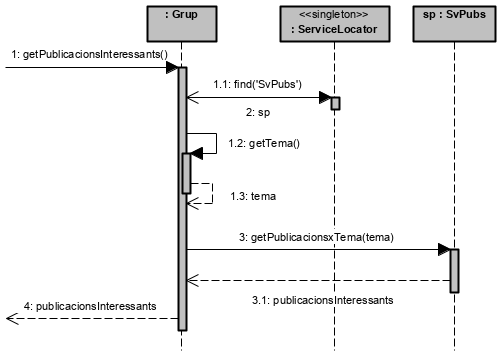 : Grup
<<singleton>>
: ServiceLocator
sp : SvPubs
1: getPublicacionsInteressants()
1.1: find('SvPubs')
2: sp
1.2: getTema()
1.3: tema
3: getPublicacionsxTema(tema)
3.1: publicacionsInteressants
4: publicacionsInteressants